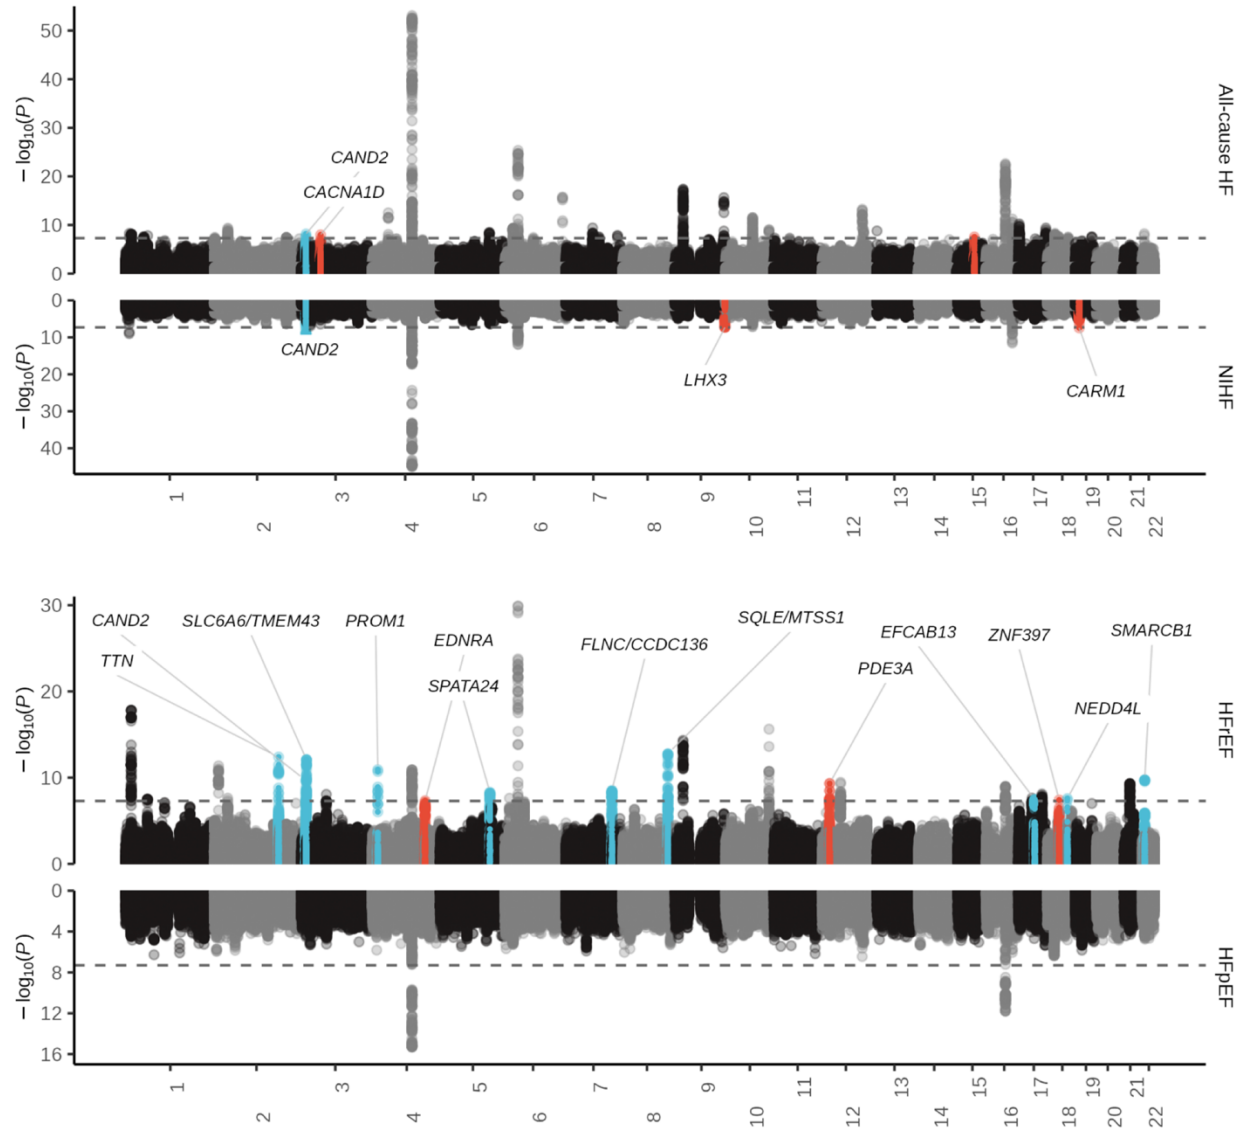 50
40
30
20
10
0
− log10(P)
All-cause HF
CAND2
CACNA1D
0
10
20
30
40
− log10(P)
NIHF
CAND2
LHX3
CARM1
1 2 3 4 5 6 7 8 9 10 11 12 13 14 15 16 17 18 19 20 21 22
30
20
10
0
− log10(P)
HFrEF
CAND2
SLC6A6/TMEM43
PROM1
TTN
EDNRA
SPATA24
FLNC/CCDC136
SQLE/MTSS1
EFCAB13
PDE3A
ZNF397
SMARCB1
NEDD4L
0
4
8
12
16
− log10(P)
HFpEF
1 2 3 4 5 6 7 8 9 10 11 12 13 14 15 16 17 18 19 20 21 22